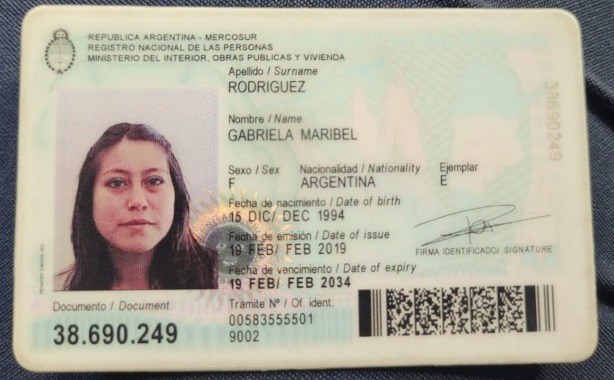 REPUBLICA ARGENTINA - MERCOSUR
REGISTRO NACIONAL DE LAS PERSONAS
MINISTERIO DEL INTERIOR, OBRAS PUBLICAS Y VIVIENDA
Apellido / Surname
RODRIGUEZ
Nombre / Name
GABRIELA MARIBEL
Sexo / Sex Nacionalidad / Nationality Ejemplar
F ARGENTINA E
Fecha de nacimiento / Date of birth
15 DIC/ DEC 1994
Fecha de emisión / Date of issue
19 FEB/ FEB 2019
FIRMA IDENTIFICADO/ SIGNATURE
Fecha de vencimiento / Date of expiry
19 FEB/ FEB 2034
Documento / Document
38.690.249
Trámite Nº / Of. ident.
00583555501
9002
38690249